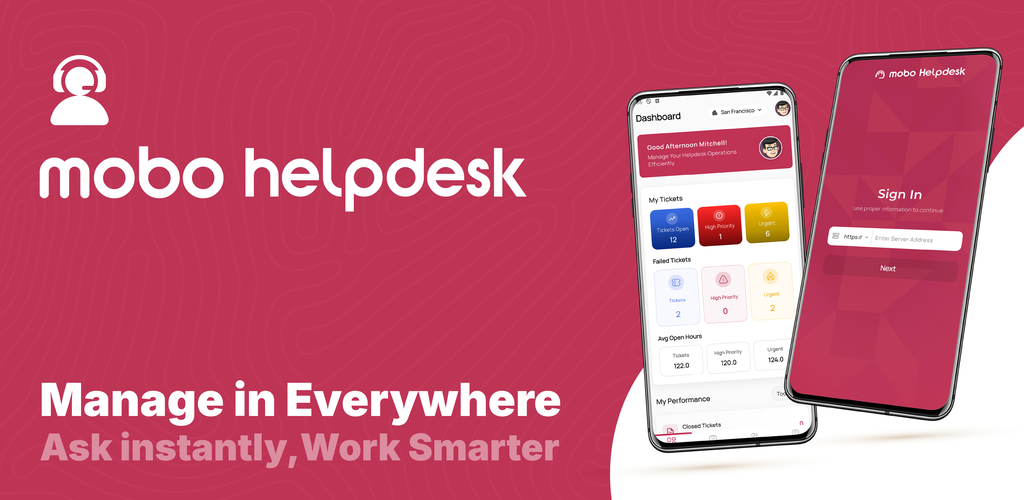 mobo helpdesk
Manage in Everywhere
Ask instantly,Work Smarter
Dashboard
San Francisco
Good Afternoon Mitchell!
Manage Your Helpdesk Operations
Efficiently
My Tickets
Tickets Open
12
High Priority
1
Urgent
6
Failed Tickets
Tickets
2
High Priority
0
Urgent
2
Avg Open Hours
Tickets
122.0
High Priority
120.0
Urgent
124.0
My Performance
Closed Tickets
mobo Helpdesk
Sign In
use proper information to continue
https://
Enter Server Address
Next